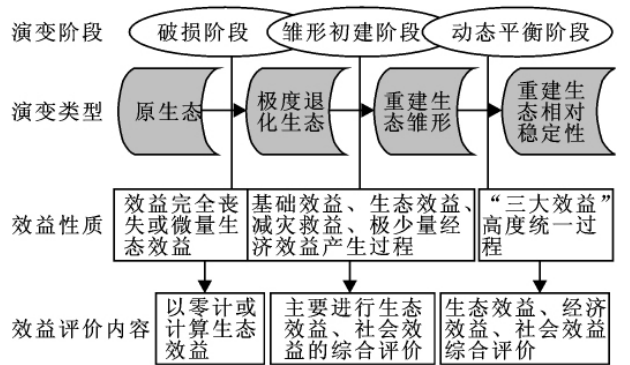 演变阶段
破损阶段
雏形初建阶段
动态平衡阶段
演变类型
原生态
极度退
化生态
重建生
态雏形
重建生
态相对
稳定性
效益性质
效益完全丧
失或微量生
态效益
基础效益、生态效益、
减灾救益、极少量经
济效益产生过程
“三大效益”
高度统一过
程
效益评价内容
以零计或
计算生态
效益
主要进行生态
效益、社会效
益的综合评价
生态效益、经济
效益、社会效益
综合评价